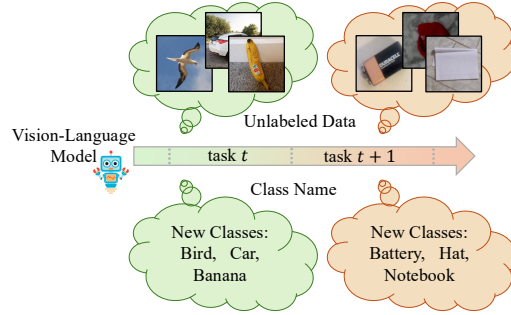 Unlabeled Data
Vision-Language
Model
task t
task t + 1
Class Name
New Classes:
Bird, Car,
Banana
New Classes:
Battery, Hat,
Notebook
DURACELL